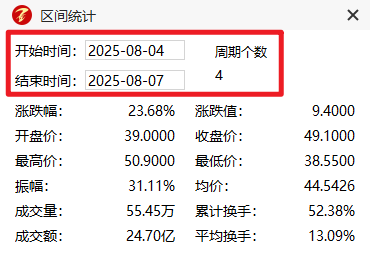 区间统计
开始时间： 2025-08-04 周期个数
结束时间： 2025-08-07 4
涨跌幅： 23.68% 涨跌值： 9.4000
开盘价： 39.0000 收盘价： 49.1000
最高价： 50.9000 最低价： 38.5500
振幅： 31.11% 均价： 44.5426
成交量： 55.45万 累计换手： 52.38%
成交额： 24.70亿 平均换手： 13.09%